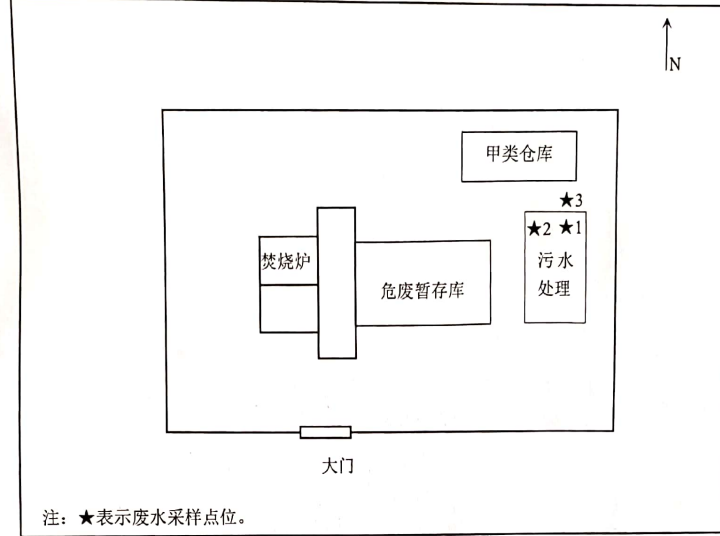 N
甲类仓库
★3
★2 ★1
焚烧炉
污水
处理
危废暂存库
大门
注：★表示废水采样点位。